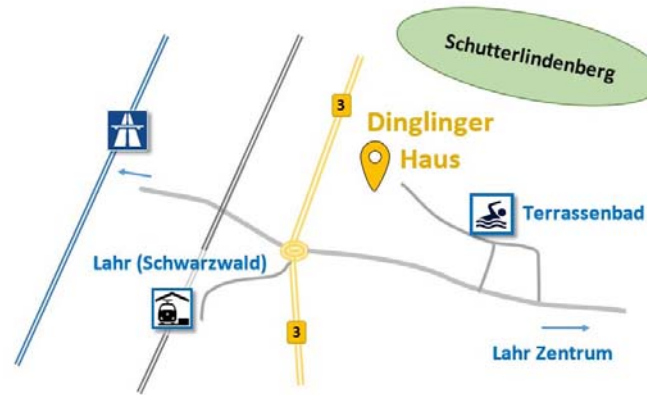 Schutterlindenberg
3
Dinglinger
Haus
Terrassenbad
Lahr (Schwarzwald)
3
Lahr Zentrum